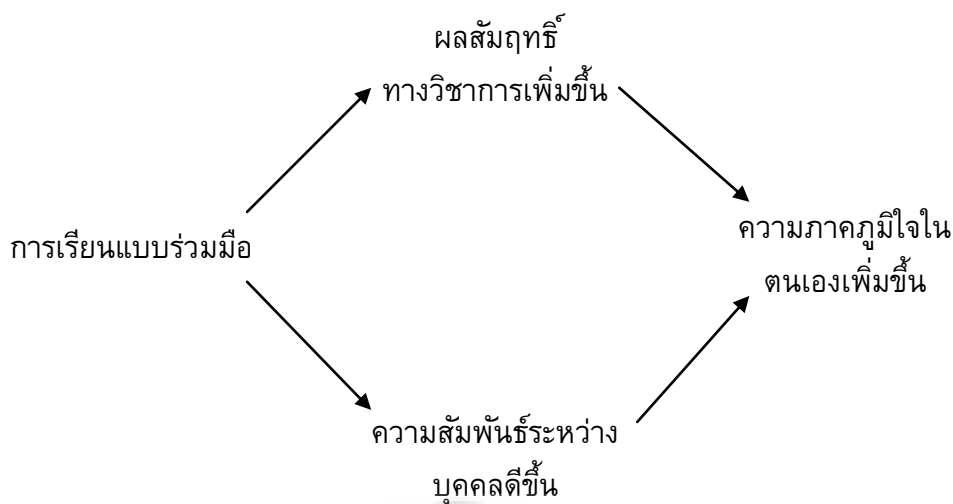 ผลสัมฤทธิ์
ทางวิชาการเพิ่มขึ้น
การเรียนแบบร่วมมือ
ความภาคภูมิใจใน
ตนเองเพิ่มขึ้น
ความสัมพันธ์ระหว่าง
บุคคลดีขึ้น